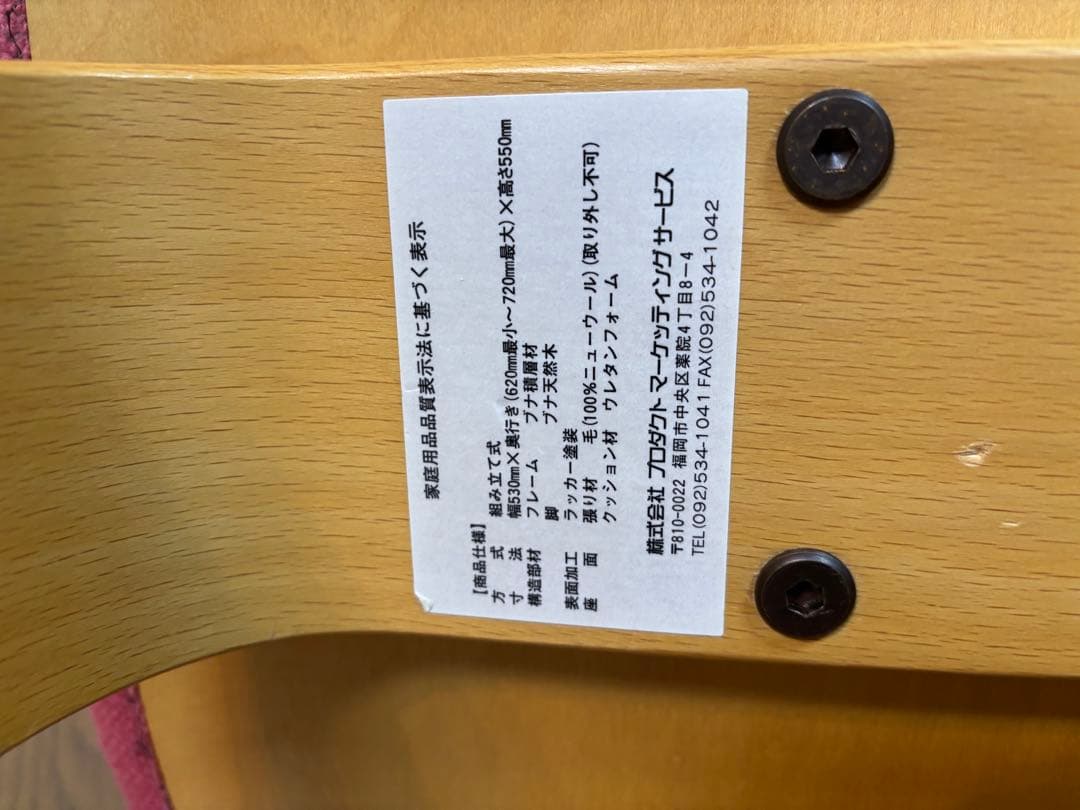 家庭用品品質表示法に基づく表示
【商品仕様】
方　　式　組み立て式
寸　　法　幅530mm×奥行き(620mm最小～720mm最大)×高さ550mm
構造部材　フレーム　ブナ積層材
脚　ブナ天然木
表面加工　ラッカー塗装
座　　面　張り材　毛(100%ニューウール)(取り外し不可)
クッション材　ウレタンフォーム
株式会社 プロダクトマーケッティングサービス
〒810-0022 福岡市中央区薬院4丁目8－4
TEL(092)534-1041 FAX(092)534-1042